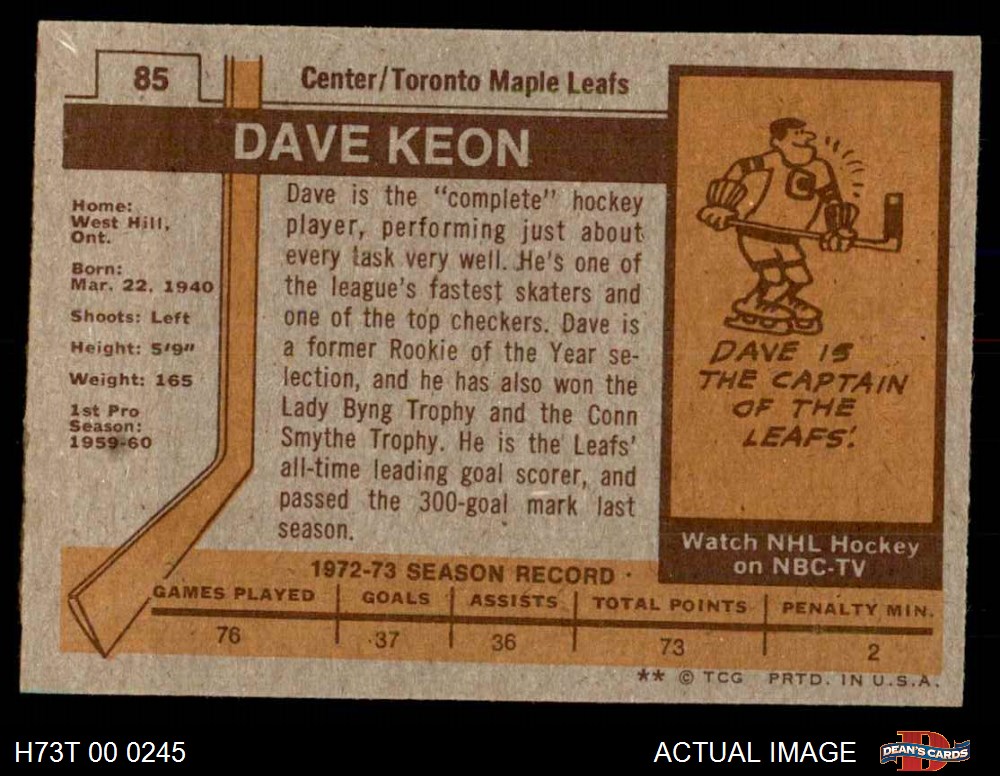 85
Center/Toronto Maple Leafs
DAVE KEON
Home:
West Hill,
Ont.
Born:
Mar. 22, 1940
Shoots: Left
Height: 5'9"
Weight: 165
1st Pro
Season:
1959-60
Dave is the "complete" hockey
player, performing just about
every task very well. He's one of
the league's fastest skaters and
one of the top checkers. Dave is
a former Rookie of the Year se-
lection, and he has also won the
Lady Byng Trophy and the Conn
Smythe Trophy. He is the Leafs'
all-time leading goal scorer, and
passed the 300-goal mark last
season.
C
DAVE IS
THE CAPTAIN
OF THE
LEAFS!
Watch NHL Hockey
on NBC-TV
1972-73 SEASON RECORD
GAMES PLAYED GOALS ASSISTS TOTAL POINTS PENALTY MIN.
76 37 36 73 2
** © TCG PRTD. IN U.S.A.
H73T 00 0245 ACTUAL IMAGE
D
DEAN'S CARDS